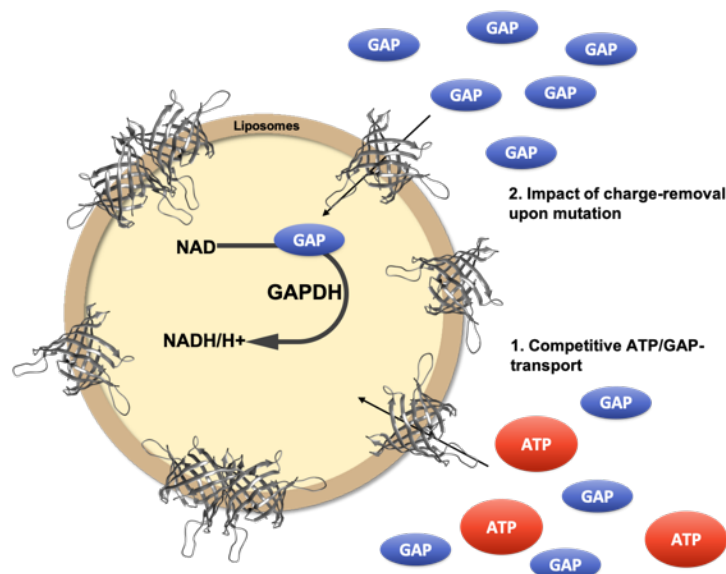 GAP
GAP
GAP
GAP
GAP
GAP
Liposomes
2. Impact of charge-removal
upon mutation
NAD
GAP
GAPDH
NADH/H+
1. Competitive ATP/GAP-
transport
GAP
ATP
GAP
ATP
ATP
GAP
GAP